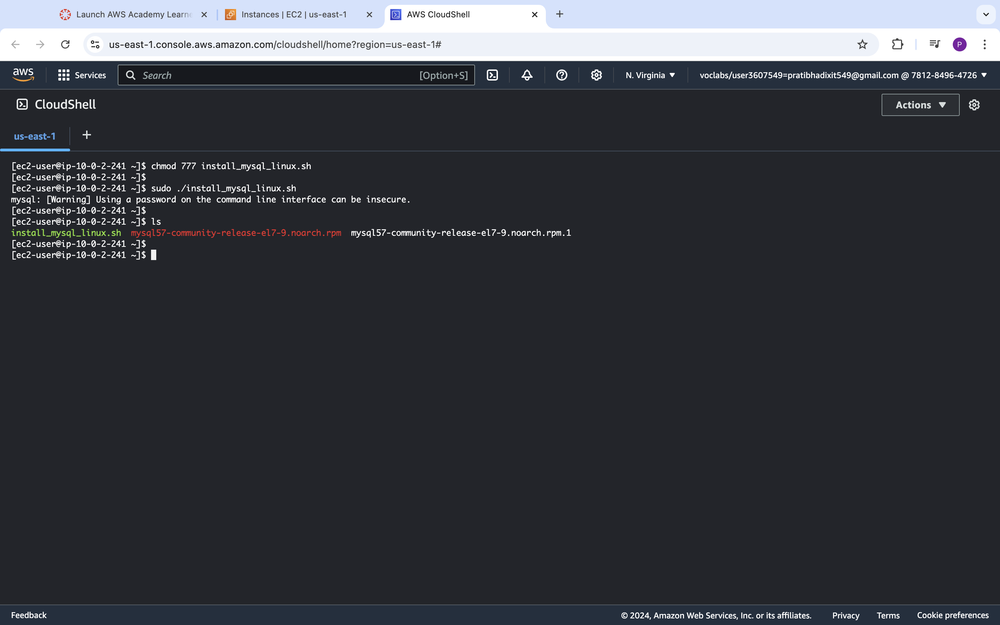 Launch AWS Academy Learne
Instances | EC2 | us-east-1
AWS CloudShell
us-east-1.console.aws.amazon.com/cloudshell/home?region=us-east-1#
P
aws
Services
Search
[Option+S]
N. Virginia
voclabs/user3607549=pratibhadixit549@gmail.com @ 7812-8496-4726
CloudShell
Actions
us-east-1
[ec2-user@ip-10-0-2-241 ~]$ chmod 777 install_mysql_linux.sh
[ec2-user@ip-10-0-2-241 ~]$
[ec2-user@ip-10-0-2-241 ~]$ sudo ./install_mysql_linux.sh
mysql: [Warning] Using a password on the command line interface can be insecure.
[ec2-user@ip-10-0-2-241 ~]$
[ec2-user@ip-10-0-2-241 ~]$ ls
install_mysql_linux.sh  mysql57-community-release-el7-9.noarch.rpm  mysql57-community-release-el7-9.noarch.rpm.1
[ec2-user@ip-10-0-2-241 ~]$
[ec2-user@ip-10-0-2-241 ~]$
Feedback
© 2024, Amazon Web Services, Inc. or its affiliates.
Privacy
Terms
Cookie preferences